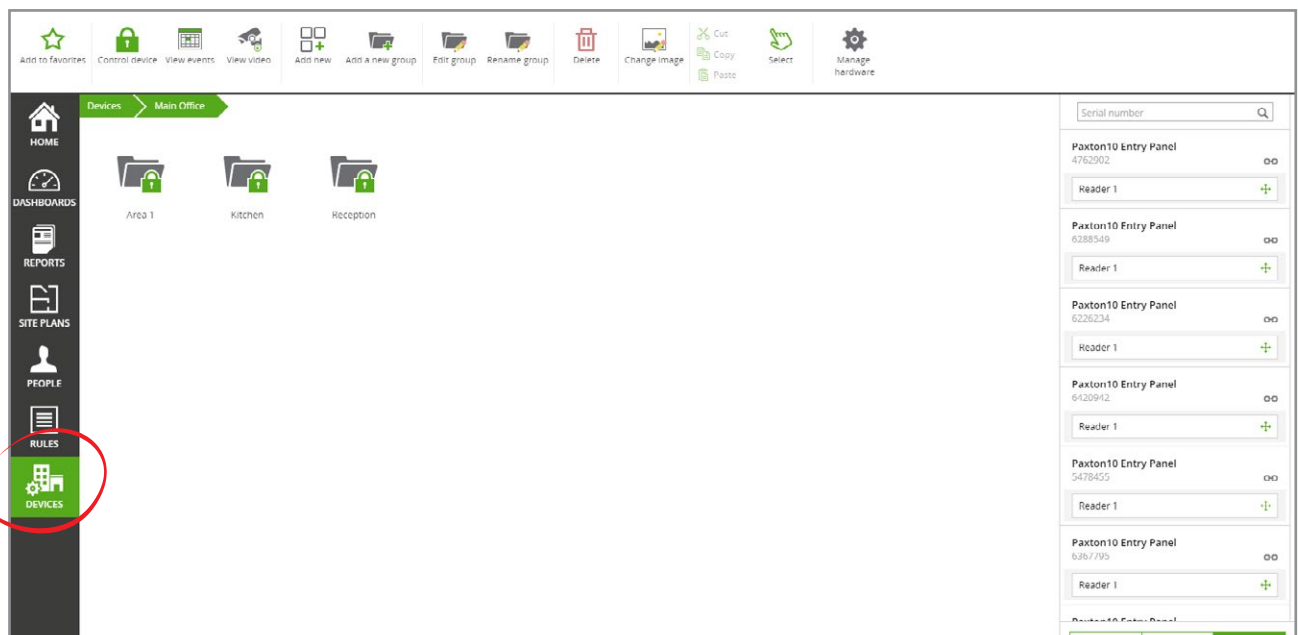 Add to favorites
Control device
View events
View video
Add new
Add a new group
Edit group
Rename group
Delete
Change Image
Cut
Copy
Paste
Select
Manage
hardware
HOME
DASHBOARDS
REPORTS
SITE PLANS
PEOPLE
RULES
DEVICES
Devices
Main Office
Area 1
Kitchen
Reception
Serial number
Paxton10 Entry Panel
4762902
Reader 1
Paxton10 Entry Panel
6288549
Reader 1
Paxton10 Entry Panel
6226234
Reader 1
Paxton10 Entry Panel
6420942
Reader 1
Paxton10 Entry Panel
5478455
Reader 1
Paxton10 Entry Panel
6367795
Reader 1